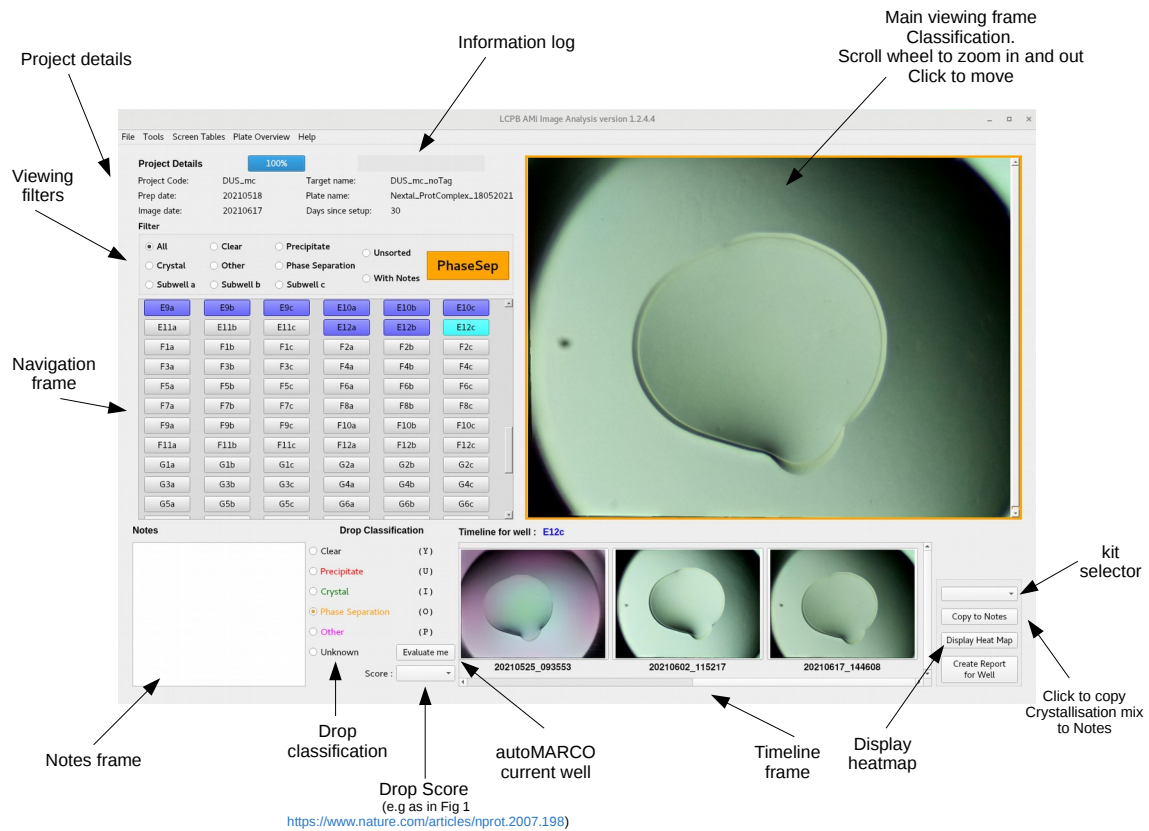 Main viewing frame
Classification.
Scroll wheel to zoom in and out
Click to move
Information log
Project details
LCPB AMi Image Analysis version 1.2.4.4
File Tools Screen Tables Plate Overview Help
Project Details 100%
Project Code: DUS_mc Target name: DUS_mc_noTag
Prep date: 20210518 Plate name: Nextal_ProtComplex_18052021
Image date: 20210617 Days since setup: 30
Viewing
filters
Filter
All Clear Precipitate Unsorted
Crystal Other Phase Separation With Notes
Subwell a Subwell b Subwell c
PhaseSep
Navigation
frame
E9a E9b E9c E10a E10b E10c
E11a E11b E11c E12a E12b E12c
F1a F1b F1c F2a F2b F2c
F3a F3b F3c F4a F4b F4c
F5a F5b F5c F6a F6b F6c
F7a F7b F7c F8a F8b F8c
F9a F9b F9c F10a F10b F10c
F11a F11b F11c F12a F12b F12c
G1a G1b G1c G2a G2b G2c
G3a G3b G3c G4a G4b G4c
G5a G5b G5c G6a G6b G6c
Notes
Drop Classification
Clear (Y)
Precipitate (U)
Crystal (I)
Phase Separation (O)
Other (P)
Unknown Evaluate me
Score :
Timeline for well : E12c
20210525_093553 20210602_115217 20210617_144608
Copy to Notes
Display Heat Map
Create Report
for Well
kit
selector
Click to copy
Crystallisation mix
to Notes
Notes frame
Drop
classification
Drop Score
(e.g as in Fig 1
https://www.nature.com/articles/nprot.2007.198)
autoMARCO
current well
Timeline
frame
Display
heatmap